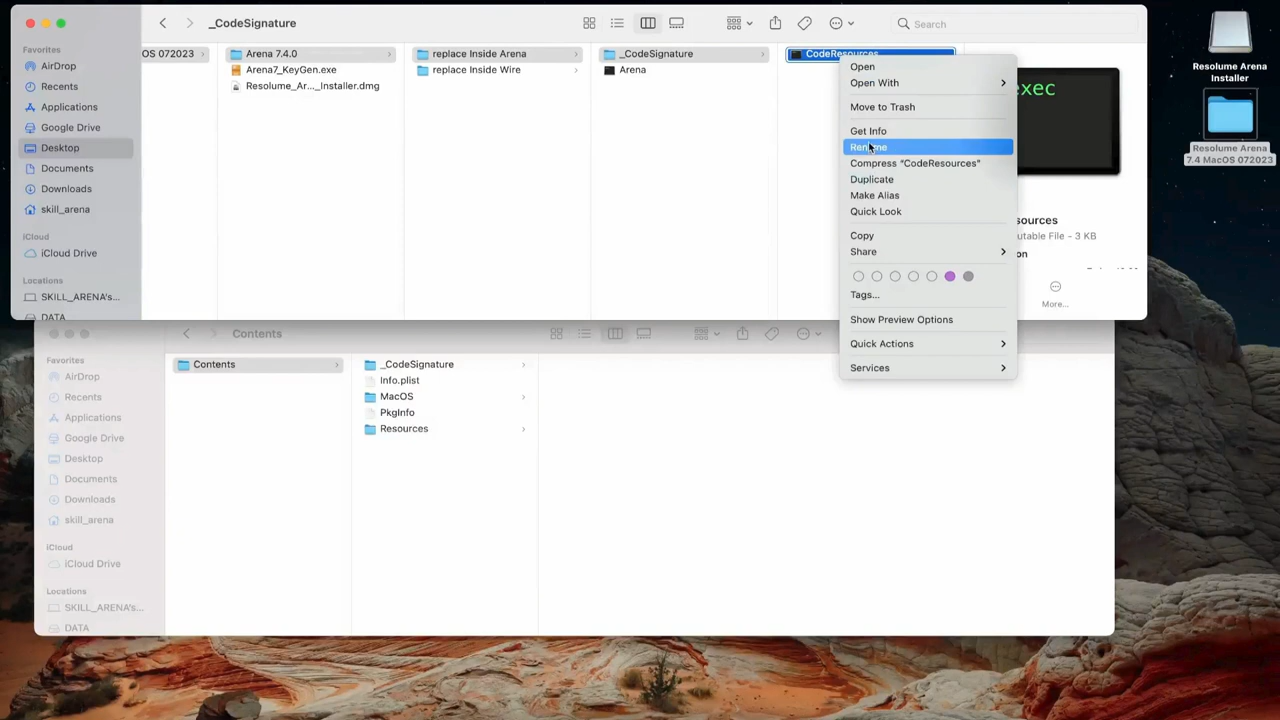 _CodeSignature
Search
Favorites
AirDrop
Recents
Applications
Google Drive
Desktop
Documents
Downloads
skill_arena
iCloud
iCloud Drive
Locations
SKILL_ARENA's...
DATA
OS 072023
Arena 7.4.0
Arena7_KeyGen.exe
Resolume_Ar..._Installer.dmg
replace Inside Arena
replace Inside Wire
_CodeSignature
Arena
CodeResources
Open
Open With
Move to Trash
Get Info
Rename
Compress “CodeResources”
Duplicate
Make Alias
Quick Look
Copy
Share
Tags...
Show Preview Options
Quick Actions
Services
exec
sources
utable File - 3 KB
on
More...
Resolume Arena
Installer
Resolume Arena
7.4 MacOS 072023
Contents
Favorites
AirDrop
Recents
Applications
Google Drive
Desktop
Documents
Downloads
skill_arena
iCloud
iCloud Drive
Locations
SKILL_ARENA's...
DATA
Contents
_CodeSignature
Info.plist
MacOS
PkgInfo
Resources